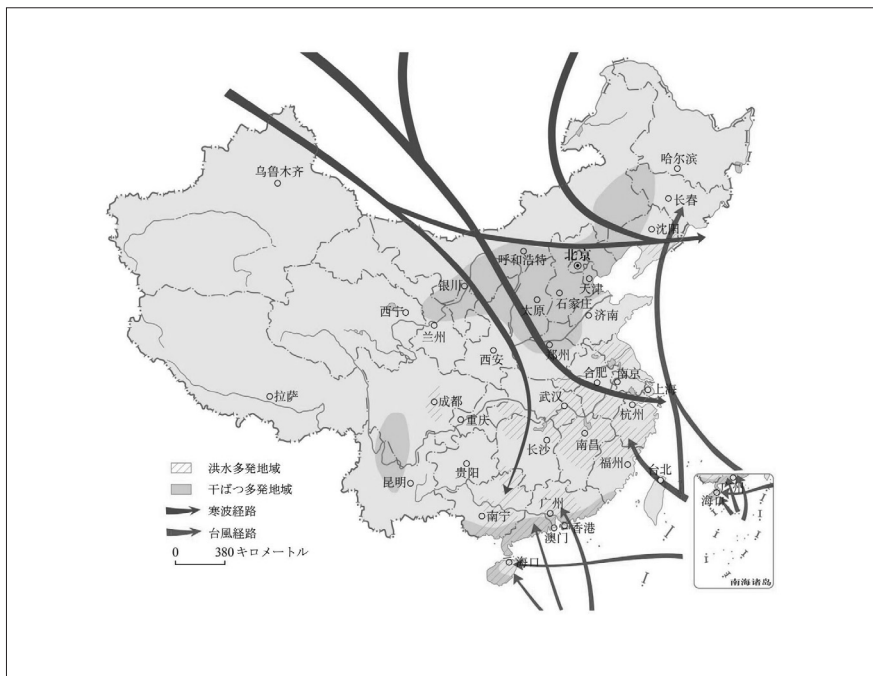 哈尔滨
乌鲁木齐
长春
沈阳
呼和浩特
北京
银川
天津
太原
石家庄
西宁
济南
兰州
西安
郑州
合肥
南京
上海
拉萨
成都
武汉
杭州
重庆
长沙
南昌
洪水多発地域
贵阳
福州
台北
干ばつ多発地域
昆明
寒波経路
广州
南宁
香港
台風経路
澳门
0 380 キロメートル
海口
广州
海口
南海诸岛